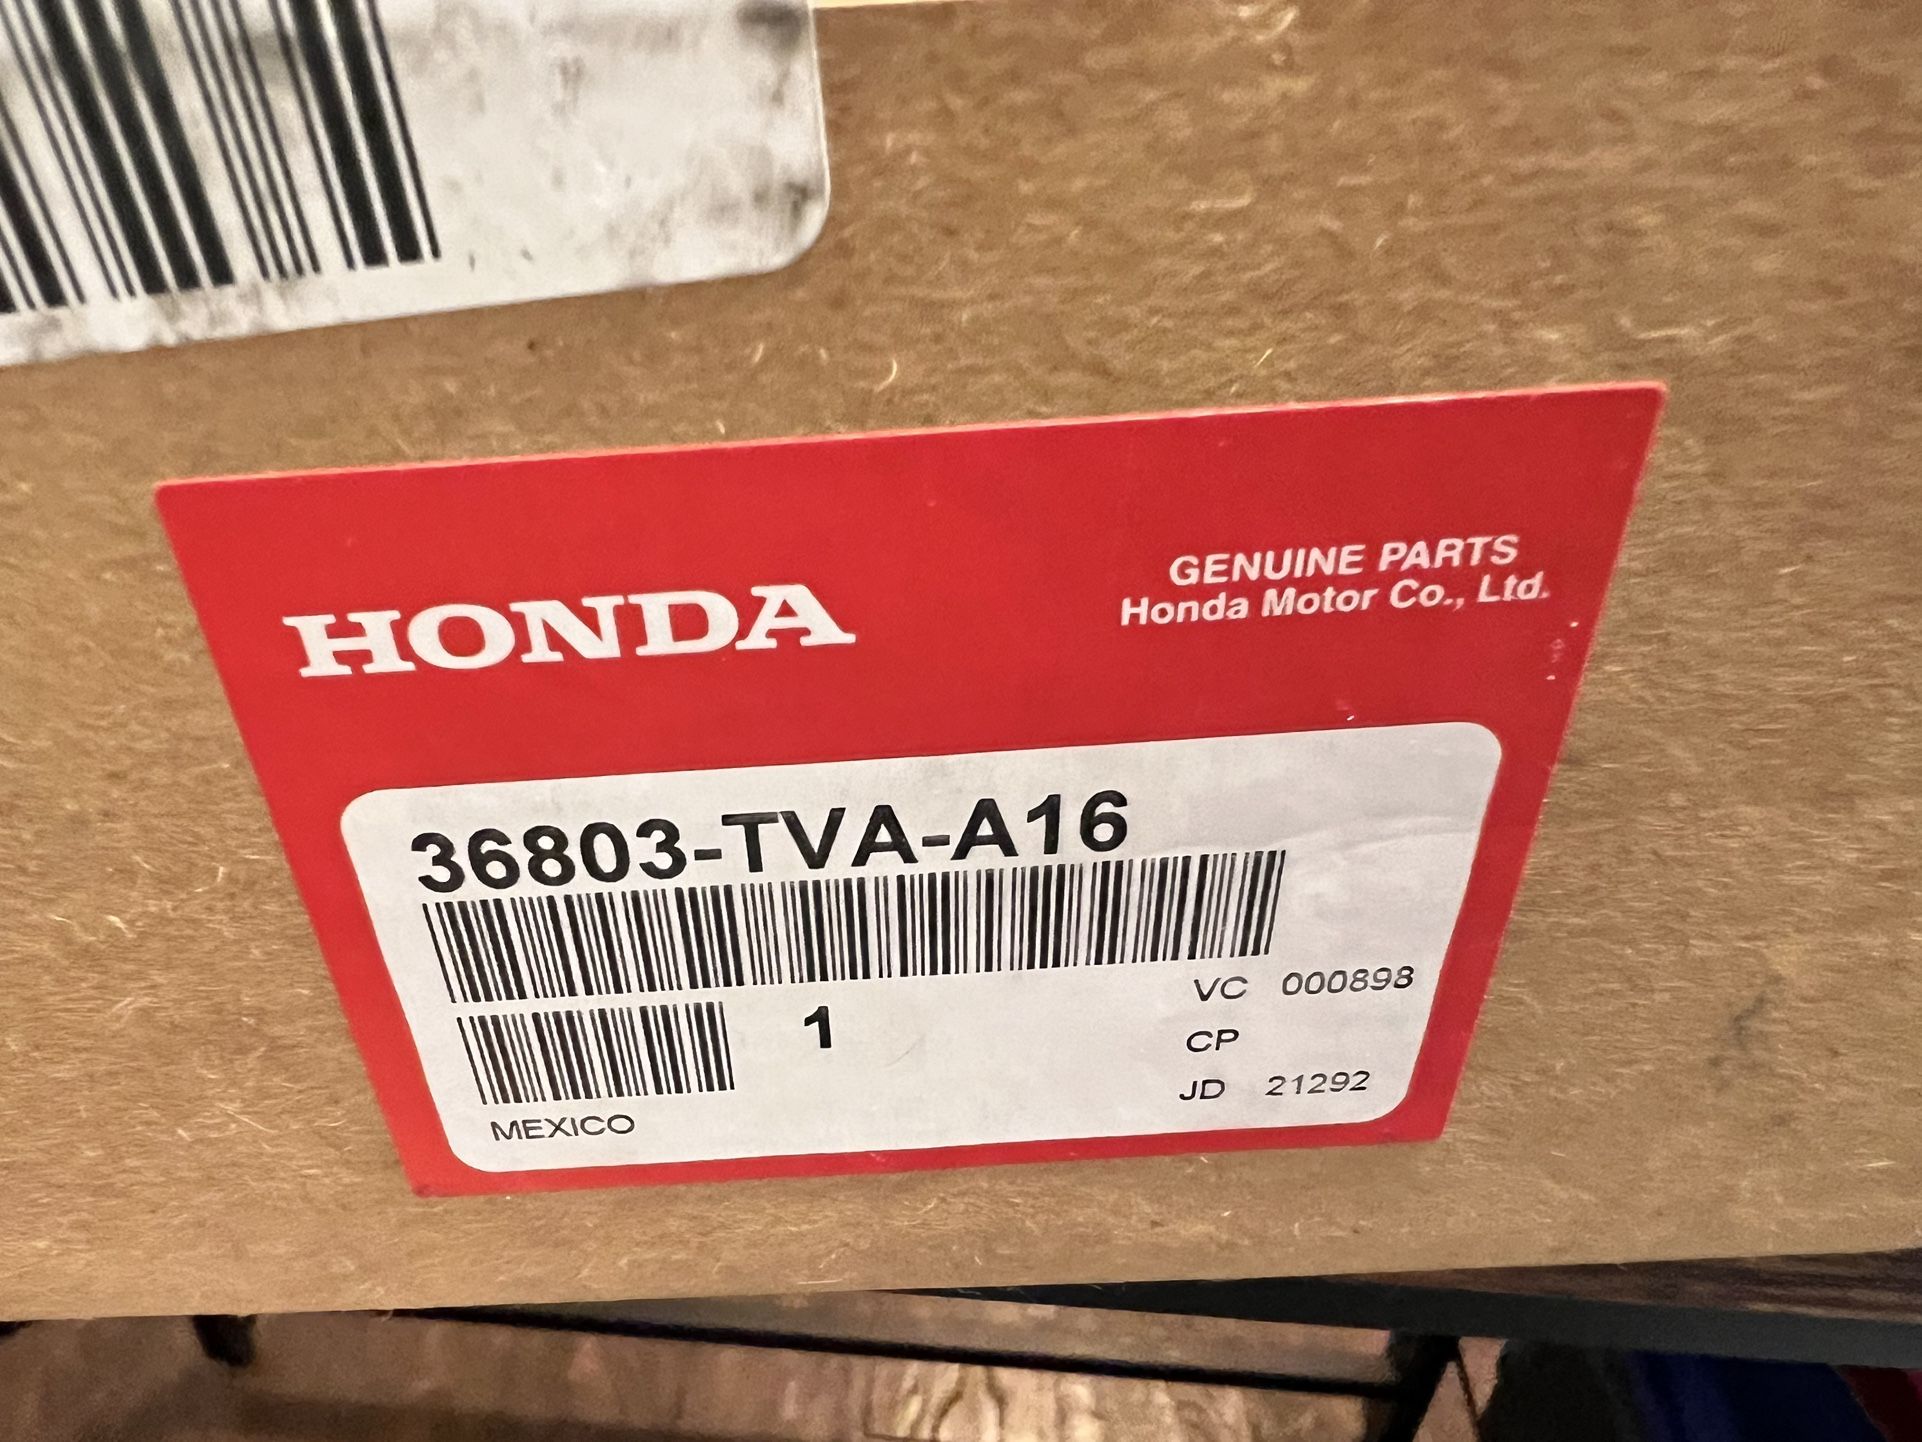 HONDA
GENUINE PARTS
Honda Motor Co., Ltd.
36803-TVA-A16
1
VC 000898
CP
JD 21292
MEXICO